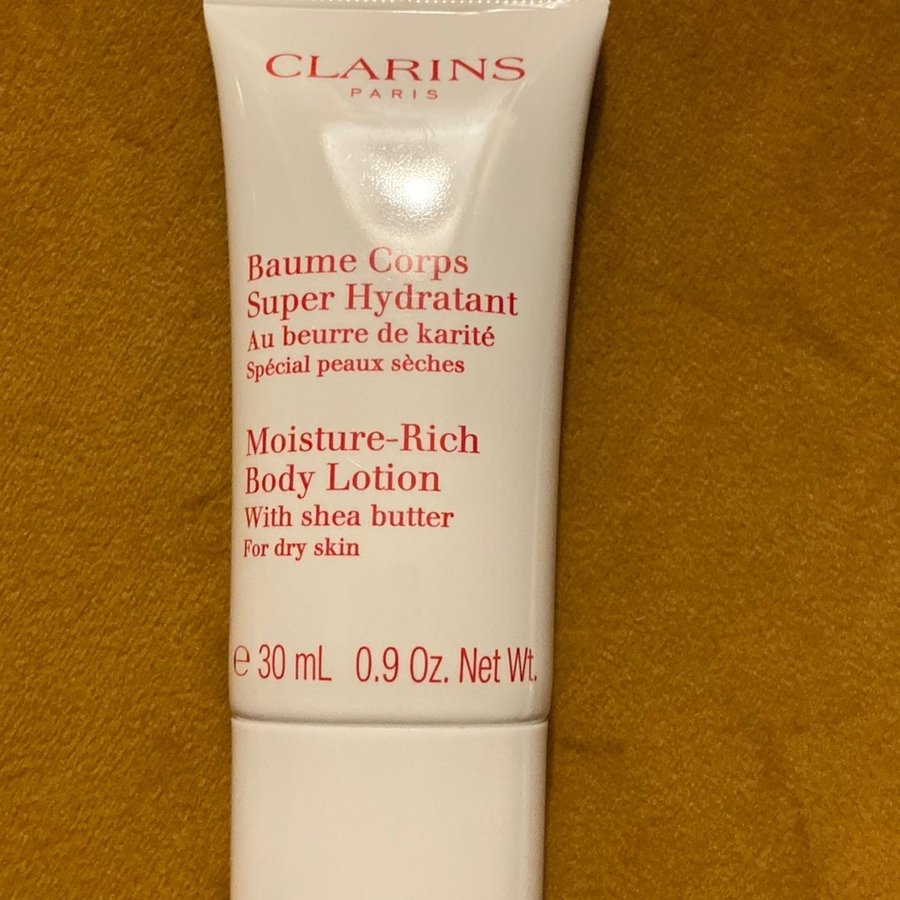 CLARINS
PARIS
Baume Corps
Super Hydratant
Au beurre de karité
Spécial peaux sèches
Moisture-Rich
Body Lotion
With shea butter
For dry skin
℮ 30 mL 0.9 Oz. Net Wt.